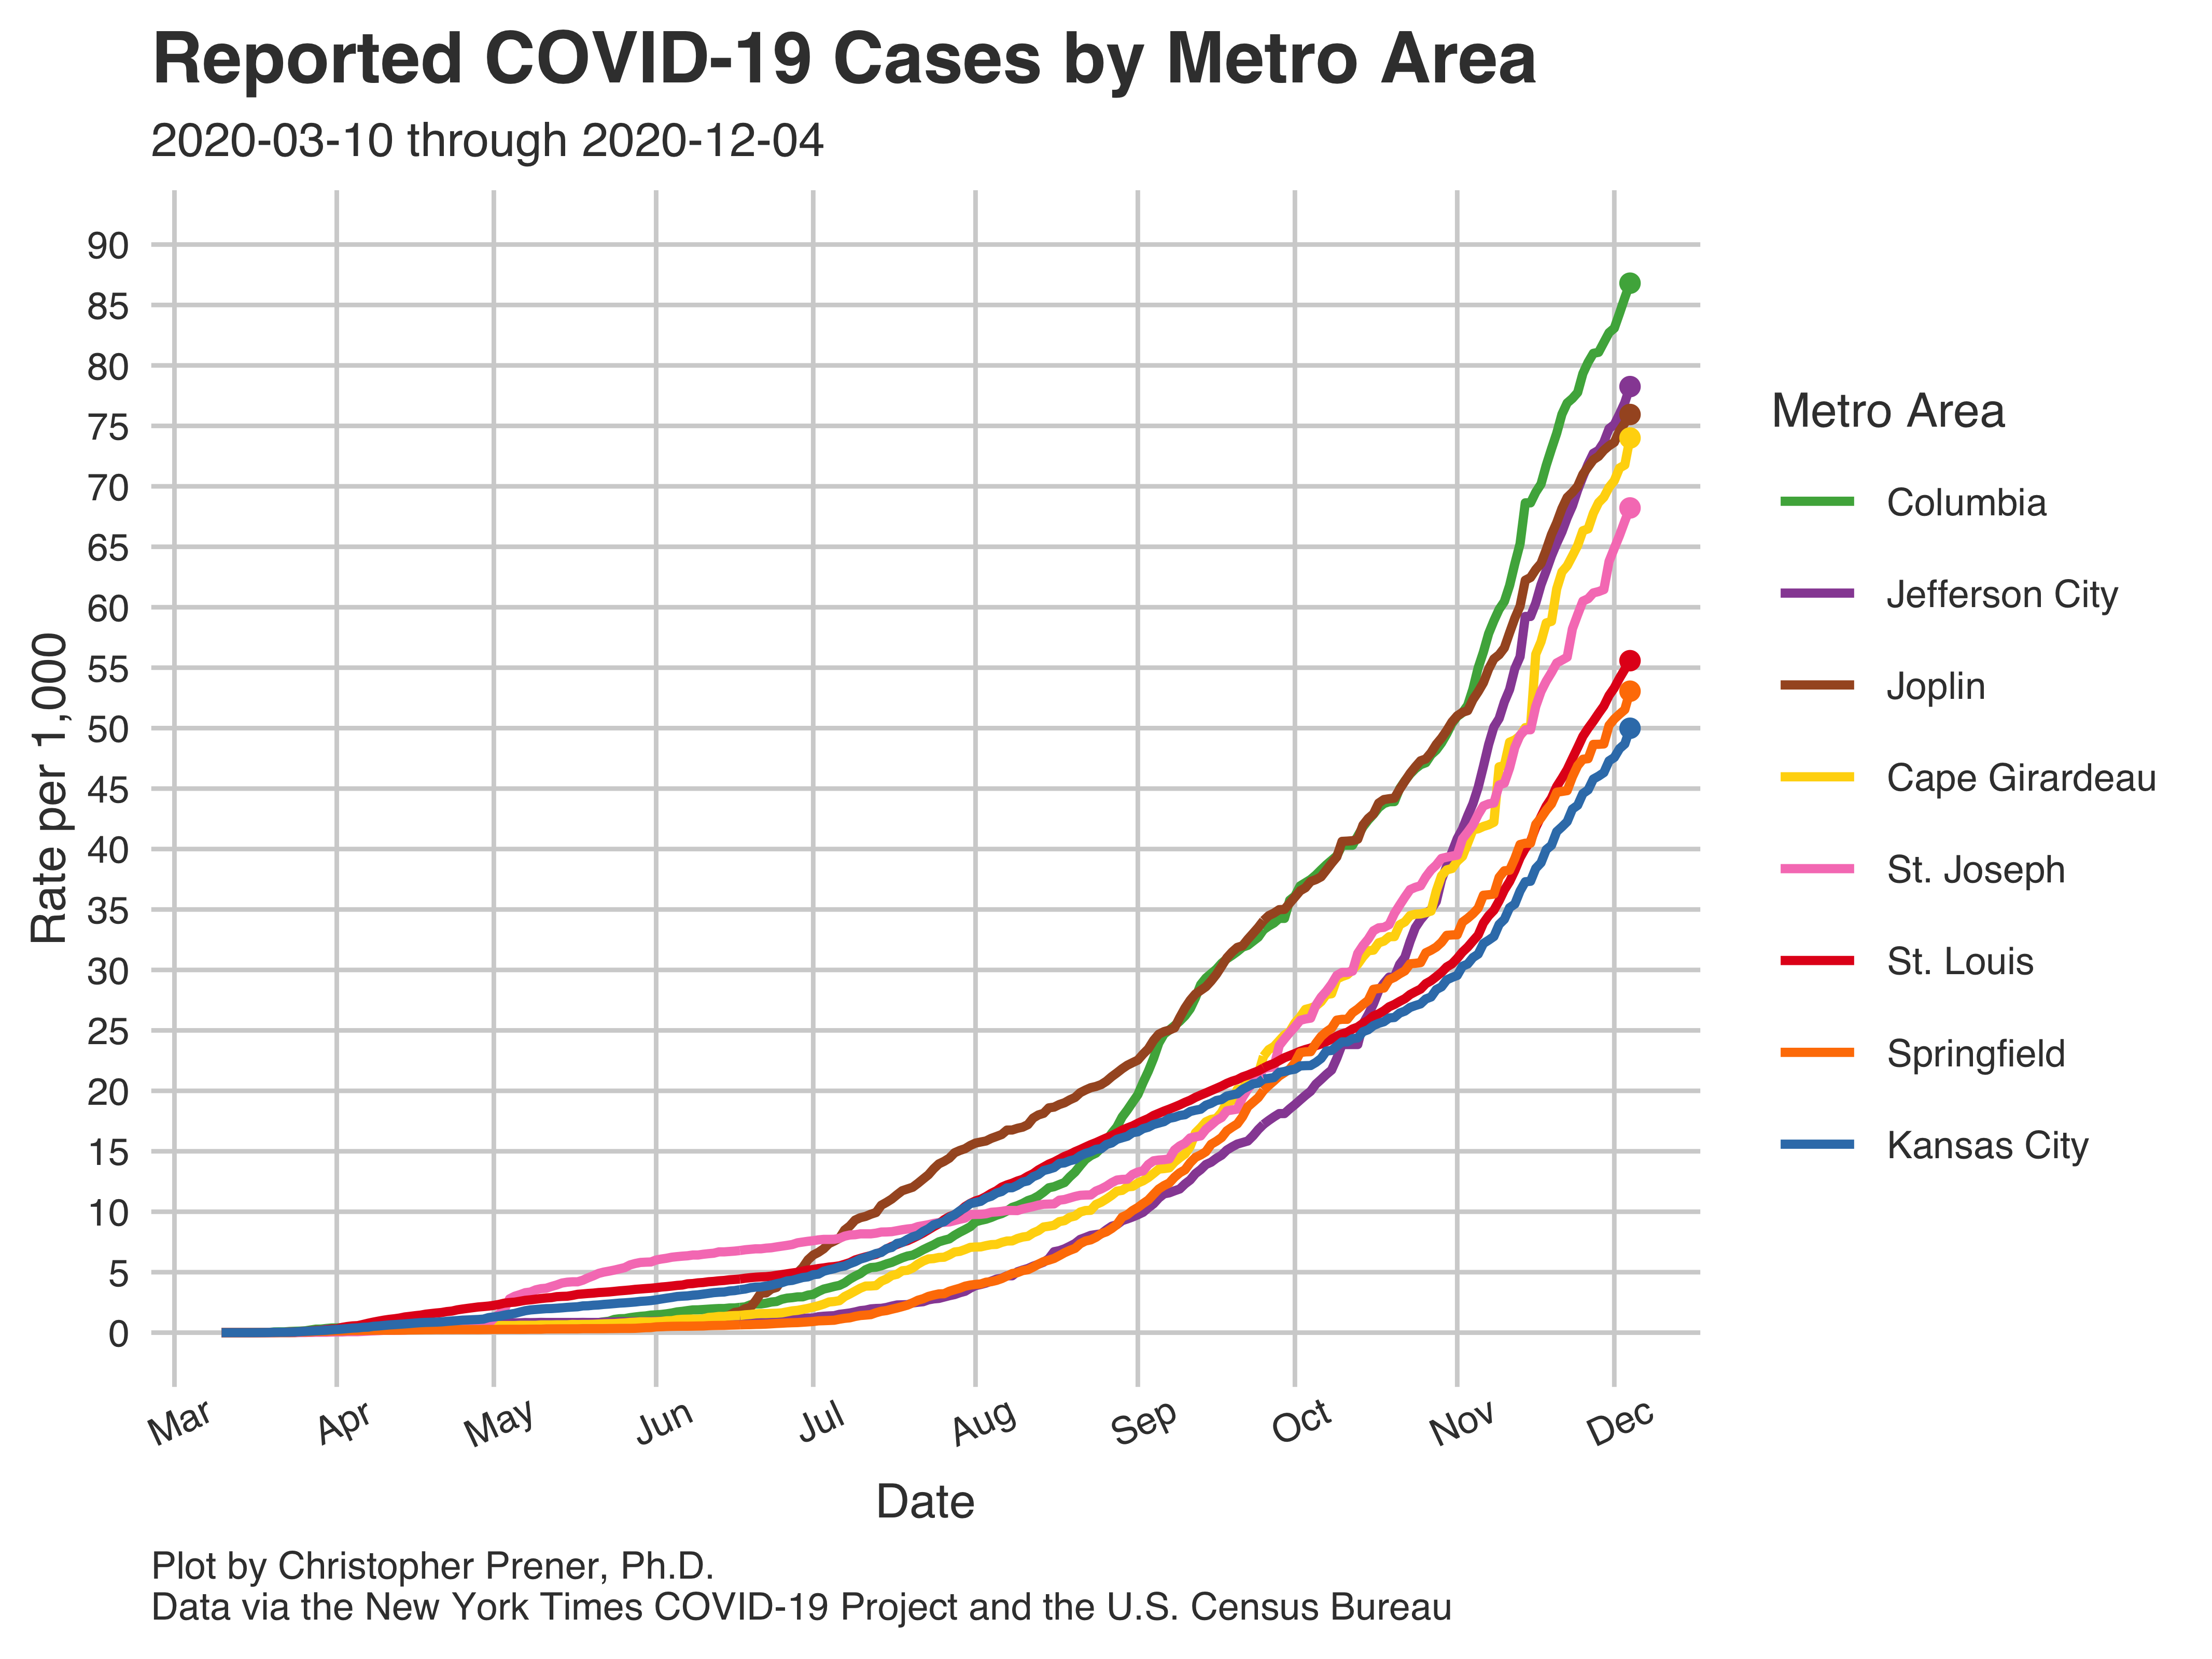 Reported COVID-19 Cases by Metro Area
2020-03-10 through 2020-12-04
Rate per 1,000
90
85
80
75
70
65
60
55
50
45
40
35
30
25
20
15
10
5
0
Mar
Apr
May
Jun
Jul
Aug
Sep
Oct
Nov
Dec
Date
Metro Area
Columbia
Jefferson City
Joplin
Cape Girardeau
St. Joseph
St. Louis
Springfield
Kansas City
Plot by Christopher Prener, Ph.D.
Data via the New York Times COVID-19 Project and the U.S. Census Bureau